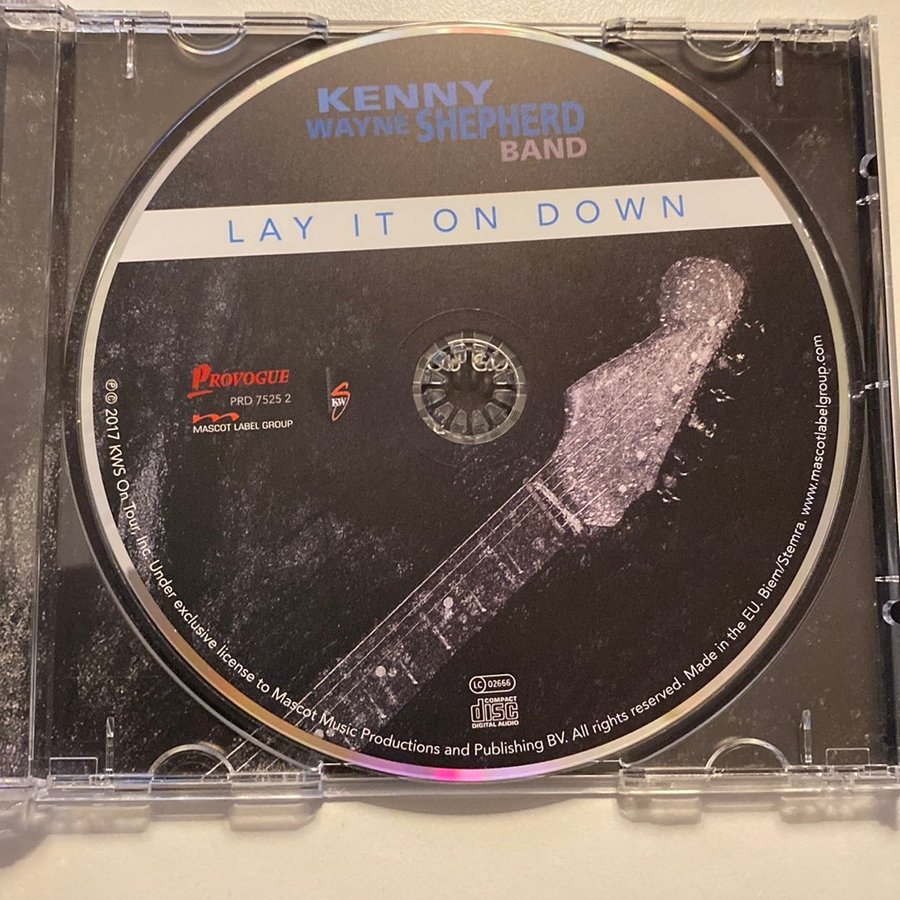 KENNY
WAYNE SHEPHERD
BAND
LAY IT ON DOWN
PROVOGUE
PRD 7525 2
MASCOT LABEL GROUP
KWS
LC 02666
COMPACT
disc
DIGITAL AUDIO
℗ © 2017 KWS On Tour, Inc. Under exclusive license to Mascot Music Productions and Publishing BV. All rights reserved. Made in the EU. Biem/Stemra. www.mascotlabelgroup.com